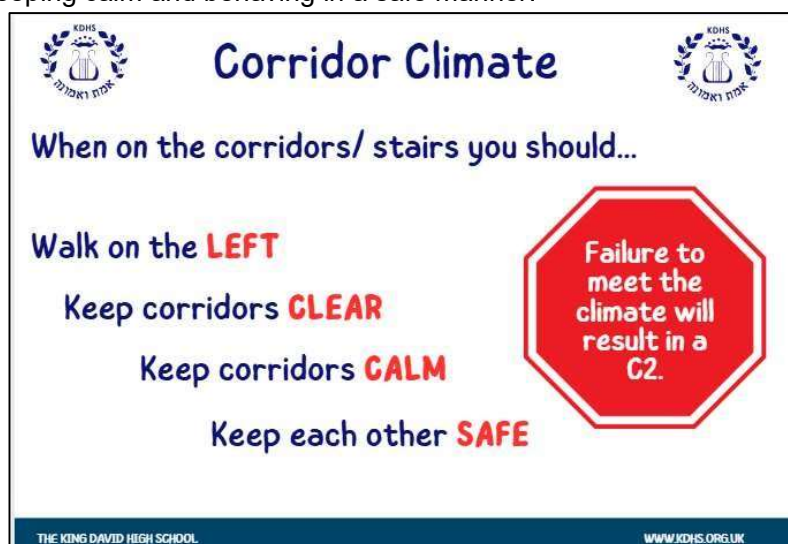 keeping calm and behaving in a safe manner.
KDHS
אמת ואמונה
Corridor Climate
KDHS
אמת ואמונה
When on the corridors/ stairs you should...
Walk on the LEFT
Keep corridors CLEAR
Keep corridors CALM
Keep each other SAFE
Failure to
meet the
climate will
result in a
C2.
THE KING DAVID HIGH SCHOOL
WWW.KDHS.ORG.UK